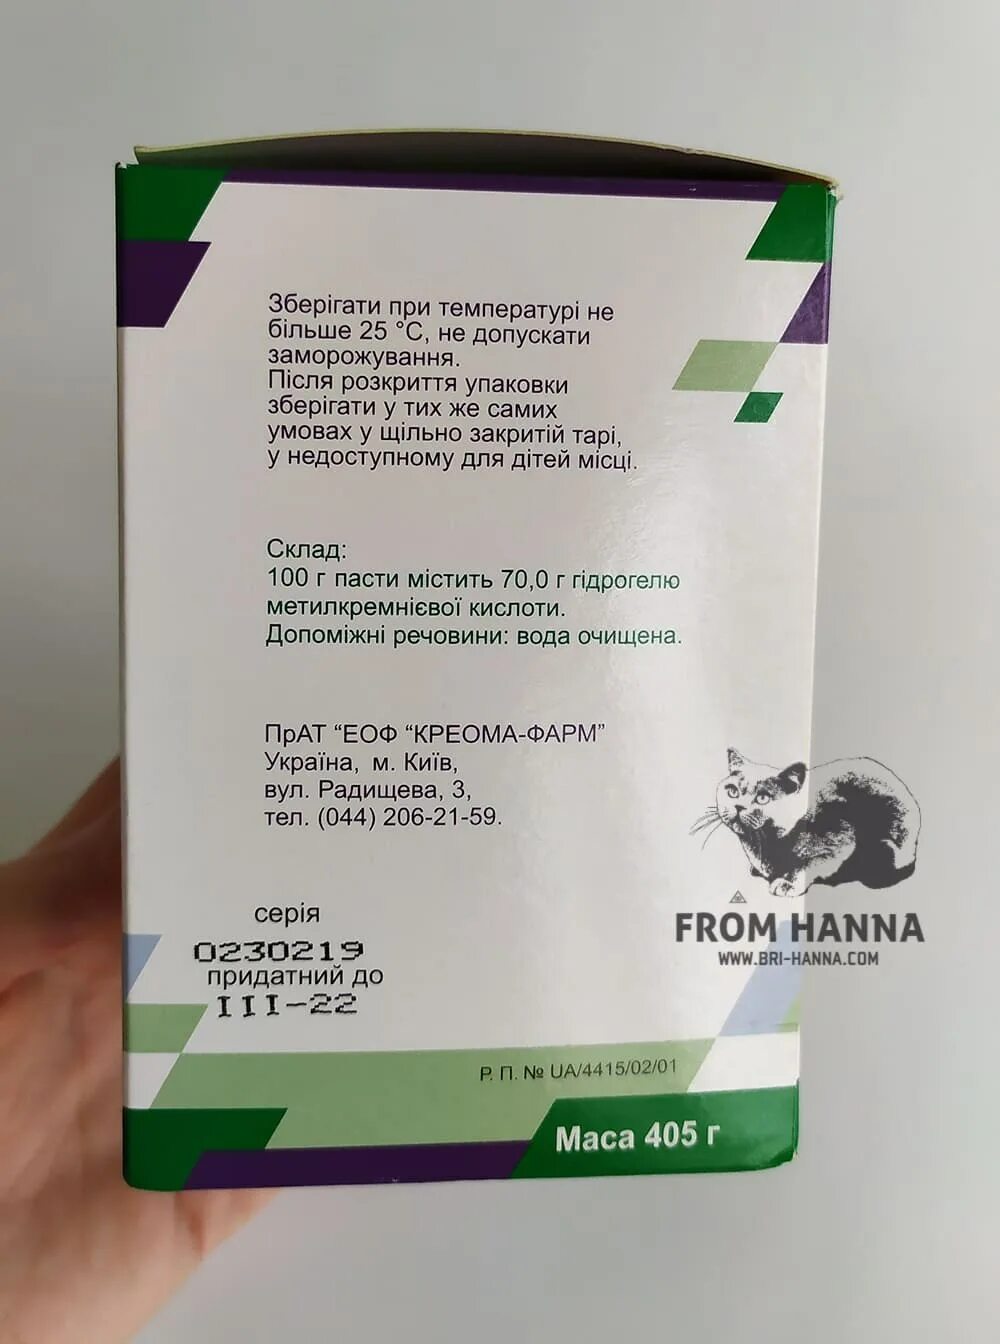 Зберігати при температурі не
більше 25 °С, не допускати
заморожування.
Після розкриття упаковки
зберігати у тих же самих
умовах у щільно закритій тарі,
у недоступному для дітей місці.
Склад:
100 г пасти містить 70,0 г гідрогелю
метилкремнієвої кислоти.
Допоміжні речовини: вода очищена.
ПрАТ “ЕОФ “КРЕОМА-ФАРМ”
Україна, м. Київ,
вул. Радищева, 3,
тел. (044) 206-21-59.
FROM HANNA
WWW.BRI-HANNA.COM
серія
0230219
придатний до
III-22
Р. П. № UA/4415/02/01
Маса 405 г